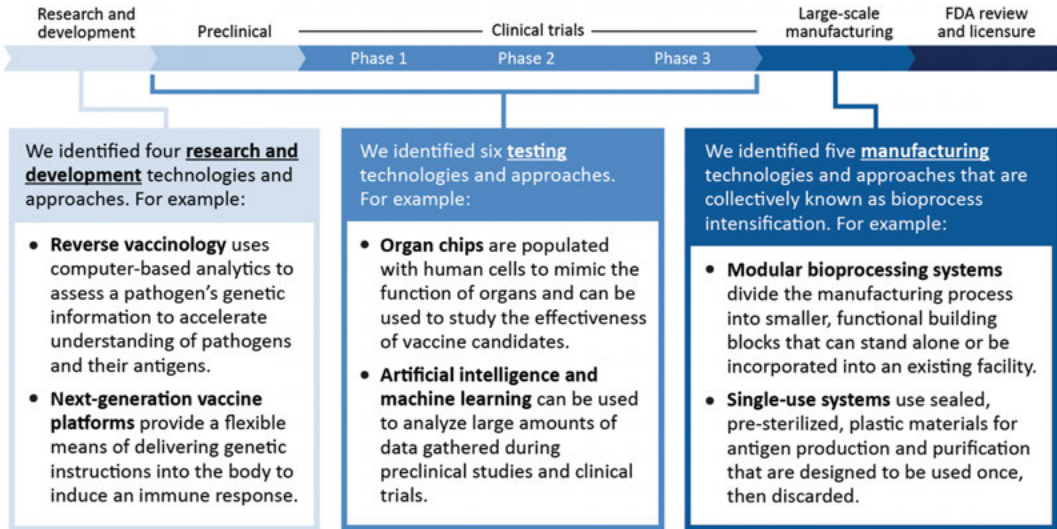 Research and
development
Preclinical
Clinical trials
Large-scale
manufacturing
FDA review
and licensure
Phase 1
Phase 2
Phase 3
We identified four research and
development technologies and
approaches. For example:
• Reverse vaccinology uses
computer-based analytics to
assess a pathogen’s genetic
information to accelerate
understanding of pathogens
and their antigens.
• Next-generation vaccine
platforms provide a flexible
means of delivering genetic
instructions into the body to
induce an immune response.
We identified six testing
technologies and approaches.
For example:
• Organ chips are populated
with human cells to mimic the
function of organs and can be
used to study the effectiveness
of vaccine candidates.
• Artificial intelligence and
machine learning can be used
to analyze large amounts of
data gathered during
preclinical studies and clinical
trials.
We identified five manufacturing
technologies and approaches that are
collectively known as bioprocess
intensification. For example:
• Modular bioprocessing systems
divide the manufacturing process
into smaller, functional building
blocks that can stand alone or be
incorporated into an existing facility.
• Single-use systems use sealed,
pre-sterilized, plastic materials for
antigen production and purification
that are designed to be used once,
then discarded.